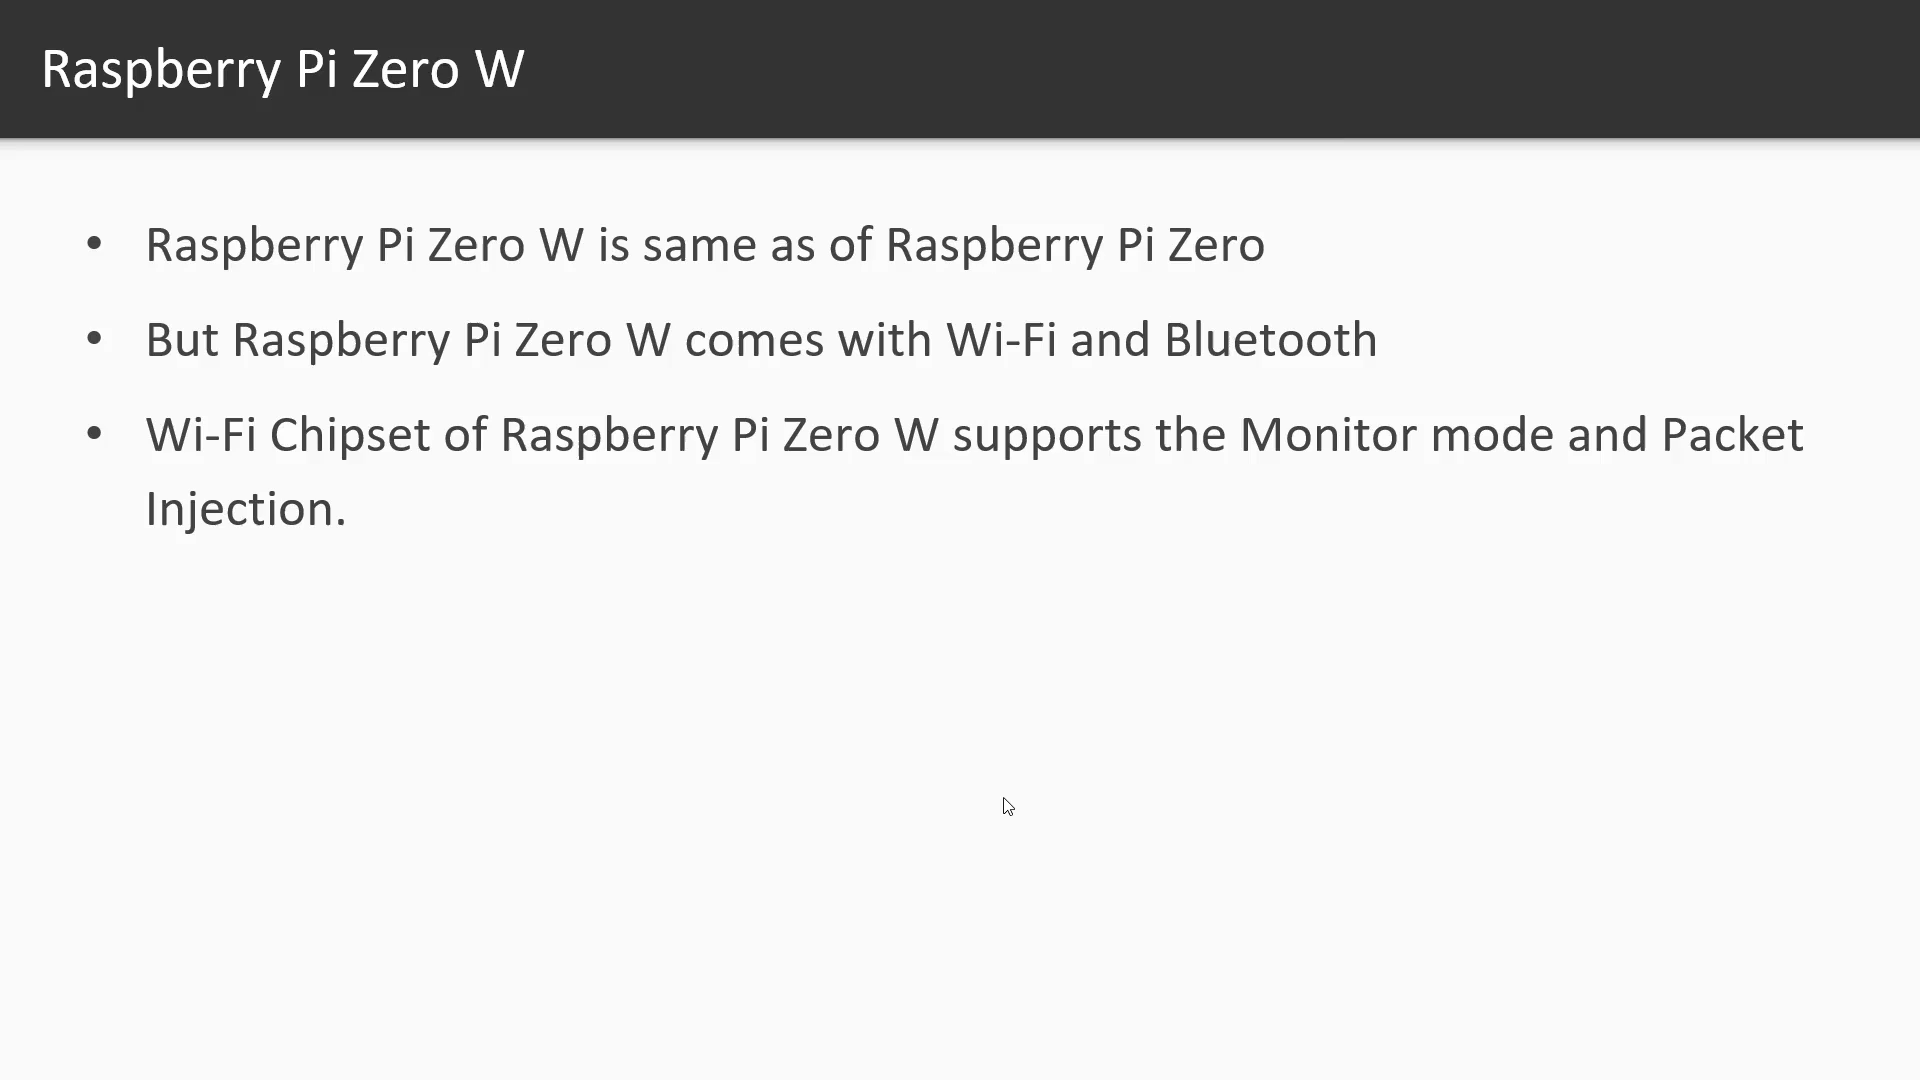 Raspberry Pi Zero W
• Raspberry Pi Zero W is same as of Raspberry Pi Zero
• But Raspberry Pi Zero W comes with Wi-Fi and Bluetooth
• Wi-Fi Chipset of Raspberry Pi Zero W supports the Monitor mode and Packet
Injection.